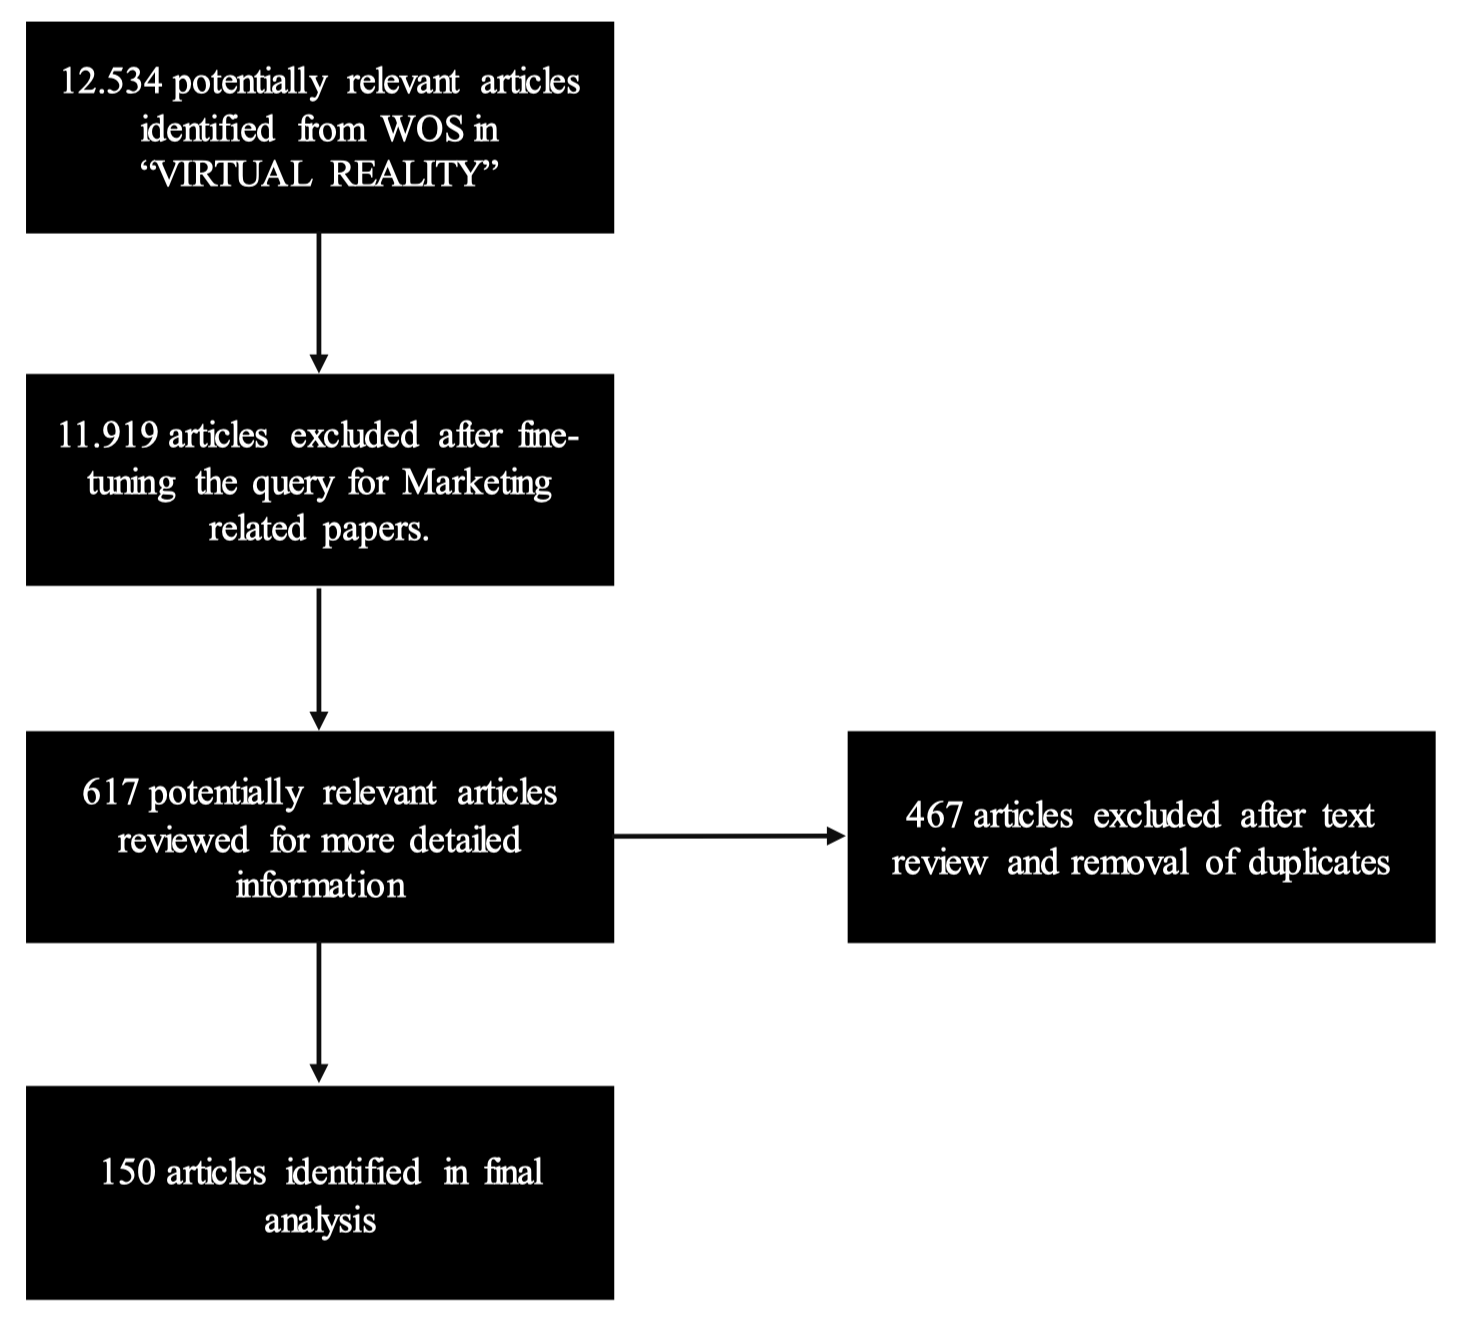 12.534 potentially relevant articles
identified from WOS in
“VIRTUAL REALITY”
11.919 articles excluded after fine-
tuning the query for Marketing
related papers.
617 potentially relevant articles
reviewed for more detailed
information
467 articles excluded after text
review and removal of duplicates
150 articles identified in final
analysis